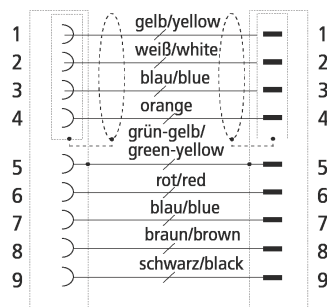 1 gelb/yellow 1
2 weiß/white 2
3 blau/blue 3
4 orange 4
grün-gelb/
green-yellow
5 5
6 rot/red 6
7 blau/blue 7
8 braun/brown 8
9 schwarz/black 9